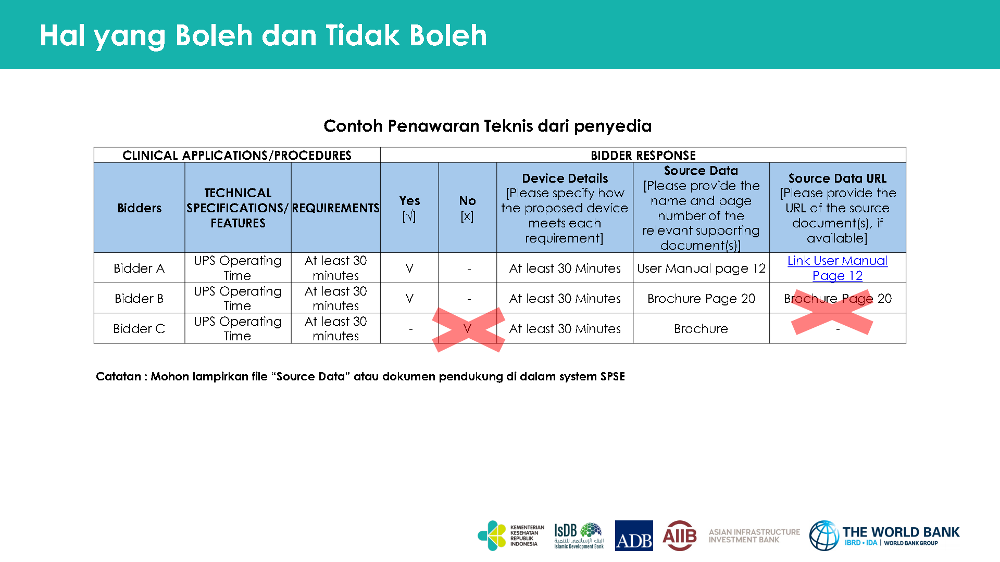 Hal yang Boleh dan Tidak Boleh
Contoh Penawaran Teknis dari penyedia
CLINICAL APPLICATIONS/PROCEDURES
BIDDER RESPONSE
Bidders
TECHNICAL
SPECIFICATIONS/
FEATURES
REQUIREMENTS
Yes
[√]
No
[x]
Device Details
[Please specify how
the proposed device
meets each
requirement]
Source Data
[Please provide the
name and page
number of the
relevant supporting
document(s)]
Source Data URL
[Please provide the
URL of the source
document(s), if
available]
Bidder A
UPS Operating
Time
At least 30
minutes
V
-
At least 30 Minutes
User Manual page 12
Link User Manual
Page 12
Bidder B
UPS Operating
Time
At least 30
minutes
V
-
At least 30 Minutes
Brochure Page 20
Brochure Page 20
Bidder C
UPS Operating
Time
At least 30
minutes
-
V
At least 30 Minutes
Brochure
-
Catatan : Mohon lampirkan file “Source Data” atau dokumen pendukung di dalam system SPSE
KEMENTERIAN
KESEHATAN
REPUBLIK
INDONESIA
IsDB
البنك الإسلامي للتنمية
Islamic Development Bank
ADB
AIIB
ASIAN INFRASTRUCTURE
INVESTMENT BANK
THE WORLD BANK
IBRD • IDA | WORLD BANK GROUP